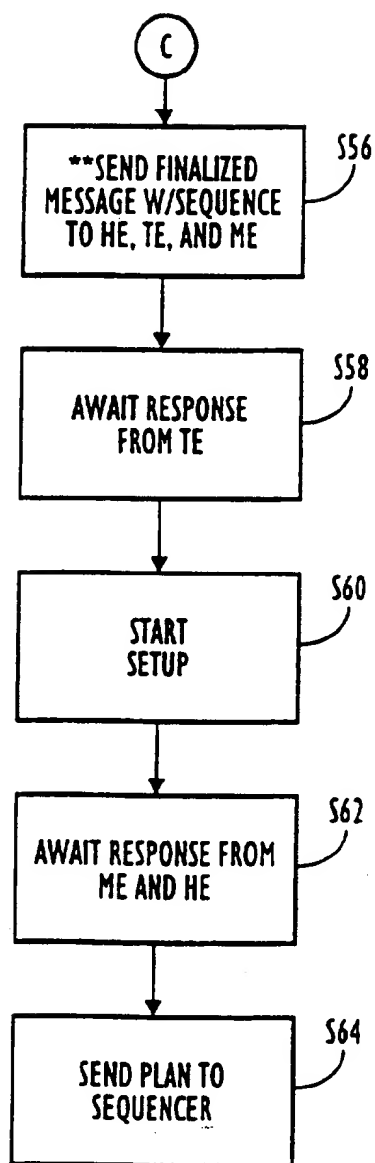 C
**SEND FINALIZED
MESSAGE W/SEQUENCE
TO HE, TE, AND ME
S56
AWAIT RESPONSE
FROM TE
S58
START
SETUP
S60
AWAIT RESPONSE FROM
ME AND HE
S62
SEND PLAN TO
SEQUENCER
S64